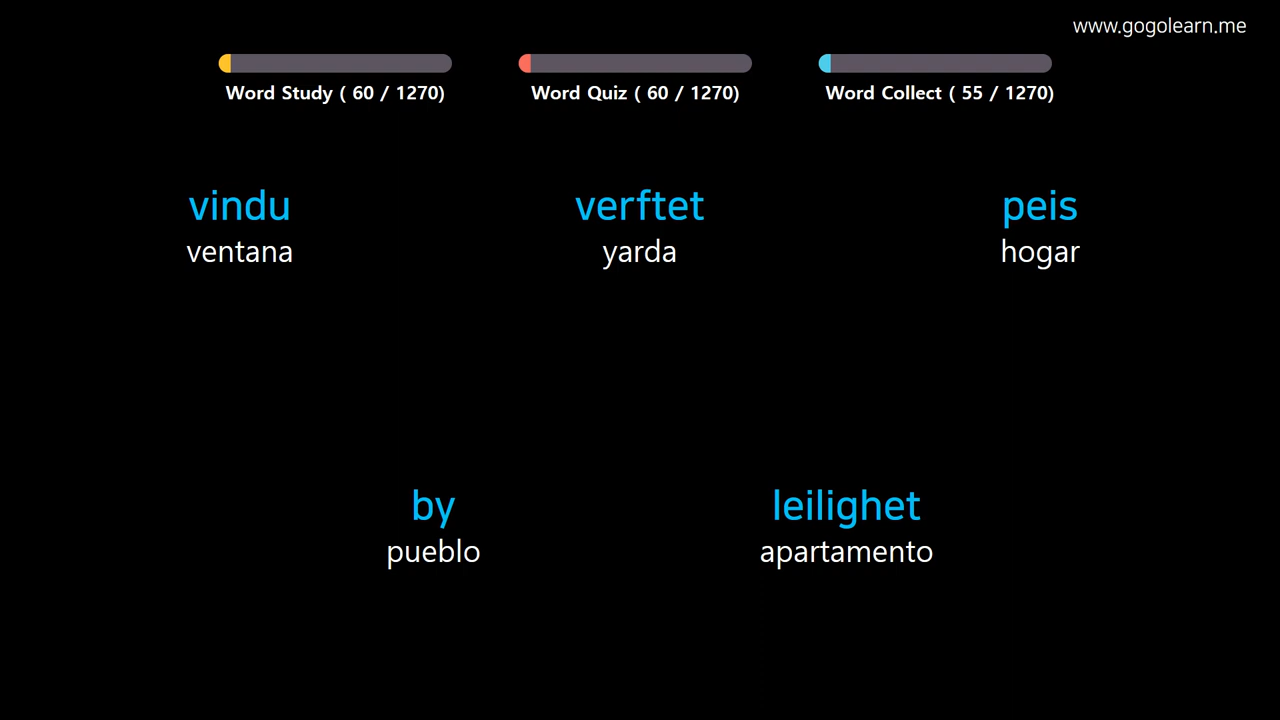 www.gogolearn.me
Word Study ( 60 / 1270)
Word Quiz ( 60 / 1270)
Word Collect ( 55 / 1270)
vindu
ventana
verftet
yarda
peis
hogar
by
pueblo
leilighet
apartamento